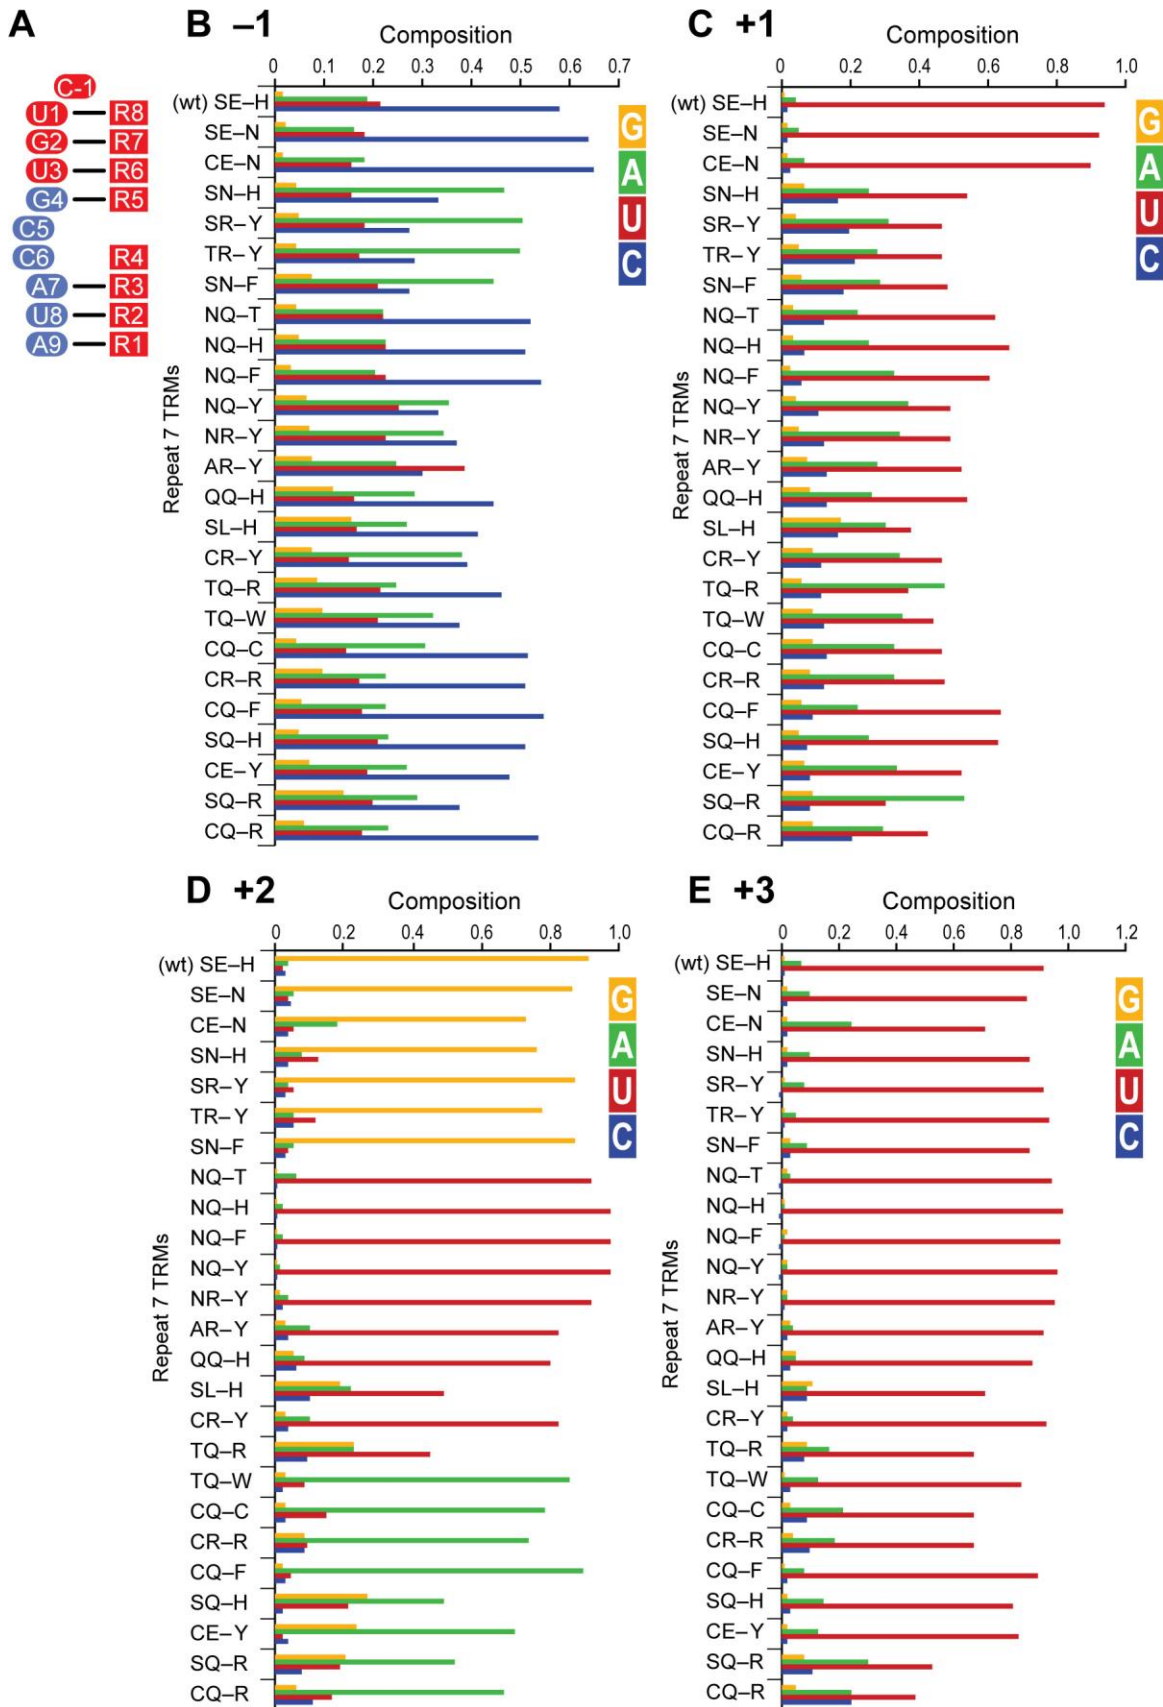 A
C-1
U1 R8
G2 R7
U3 R6
G4 R5
C5
C6 R4
A7 R3
U8 R2
A9 R1
B –1
Composition
0 0.1 0.2 0.3 0.4 0.5 0.6 0.7
Repeat 7 TRMs
(wt) SE–H
SE–N
CE–N
SN–H
SR–Y
TR–Y
SN–F
NQ–T
NQ–H
NQ–F
NQ–Y
NR–Y
AR–Y
QQ–H
SL–H
CR–Y
TQ–R
TQ–W
CQ–C
CR–R
CQ–F
SQ–H
CE–Y
SQ–R
CQ–R
G
A
U
C
C +1
Composition
0 0.2 0.4 0.6 0.8 1.0
Repeat 7 TRMs
(wt) SE–H
SE–N
CE–N
SN–H
SR–Y
TR–Y
SN–F
NQ–T
NQ–H
NQ–F
NQ–Y
NR–Y
AR–Y
QQ–H
SL–H
CR–Y
TQ–R
TQ–W
CQ–C
CR–R
CQ–F
SQ–H
CE–Y
SQ–R
CQ–R
G
A
U
C
D +2
Composition
0 0.2 0.4 0.6 0.8 1.0
Repeat 7 TRMs
(wt) SE–H
SE–N
CE–N
SN–H
SR–Y
TR–Y
SN–F
NQ–T
NQ–H
NQ–F
NQ–Y
NR–Y
AR–Y
QQ–H
SL–H
CR–Y
TQ–R
TQ–W
CQ–C
CR–R
CQ–F
SQ–H
CE–Y
SQ–R
CQ–R
G
A
U
C
E +3
Composition
0 0.2 0.4 0.6 0.8 1.0 1.2
Repeat 7 TRMs
(wt) SE–H
SE–N
CE–N
SN–H
SR–Y
TR–Y
SN–F
NQ–T
NQ–H
NQ–F
NQ–Y
NR–Y
AR–Y
QQ–H
SL–H
CR–Y
TQ–R
TQ–W
CQ–C
CR–R
CQ–F
SQ–H
CE–Y
SQ–R
CQ–R
G
A
U
C